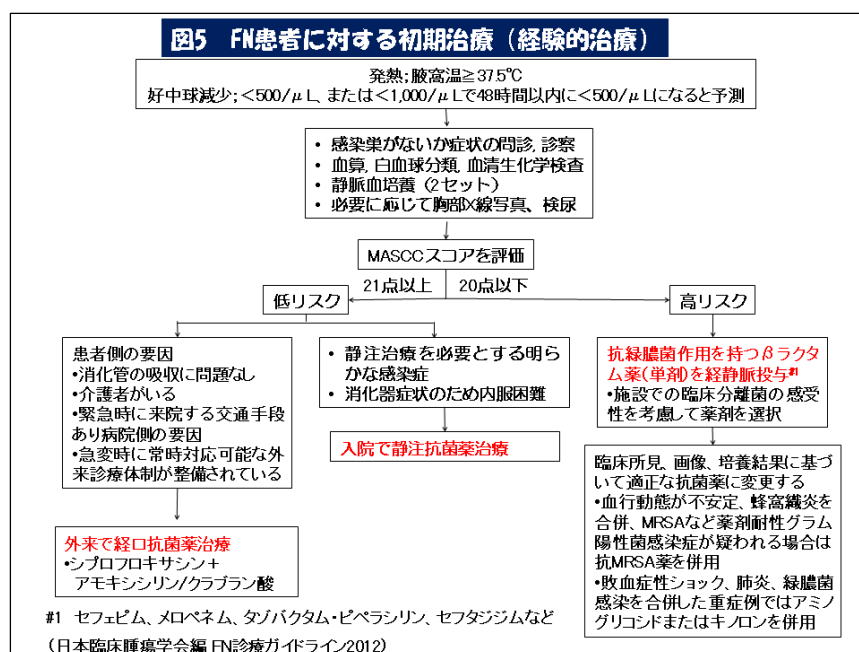 図5 FN患者に対する初期治療(経験的治療)
発熱;腋窩温≧37.5℃
好中球減少;<500/μL、または<1,000/μLで48時間以内に<500/μLになると予測
• 感染巣がないか症状の問診, 診察
• 血算, 白血球分類, 血清生化学検査
• 静脈血培養(2セット)
• 必要に応じて胸部X線写真、検尿
MASCCスコアを評価
21点以上
20点以下
低リスク
高リスク
患者側の要因
•消化管の吸収に問題なし
•介護者がいる
•緊急時に来院する交通手段
あり病院側の要因
•急変時に常時対応可能な外
来診療体制が整備されている
外来で経口抗菌薬治療
•シプロフロキサシン+
アモキシシリン/クラブラン酸
• 静注治療を必要とする明ら
かな感染症
• 消化器症状のため内服困難
入院で静注抗菌薬治療
抗緑膿菌作用を持つβラクタ
ム薬(単剤)を経静脈投与#1
•施設での臨床分離菌の感受
性を考慮して薬剤を選択
臨床所見、画像、培養結果に基づ
いて適正な抗菌薬に変更する
•血行動態が不安定、蜂窩織炎を
合併、MRSAなど薬剤耐性グラム
陽性菌感染症が疑われる場合は
抗MRSA薬を併用
•敗血症性ショック、肺炎、緑膿菌
感染を合併した重症例ではアミノ
グリコシドまたはキノロンを併用
#1 セフェピム、メロペネム、タゾバクタム・ピペラシリン、セフタジジムなど
(日本臨床腫瘍学会編 FN診療ガイドライン2012)